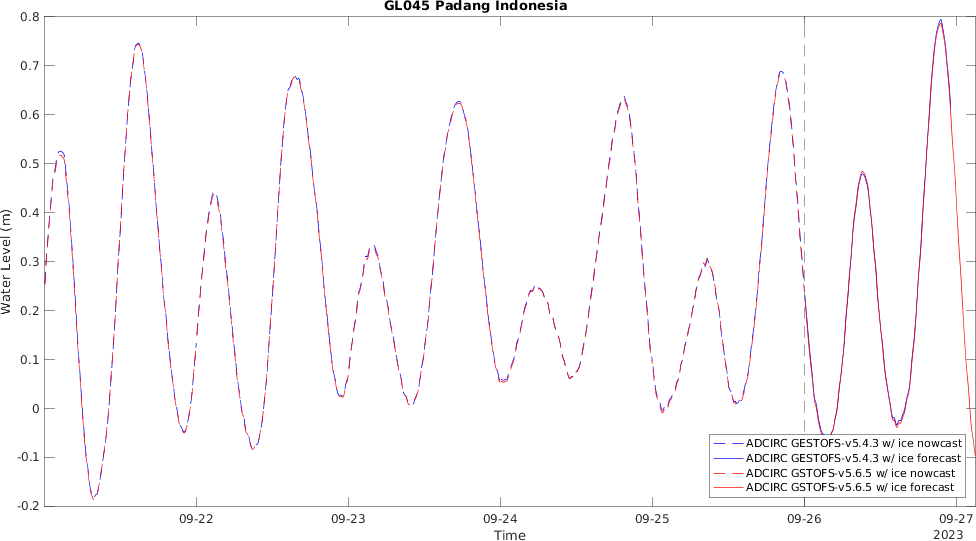 GL045 Padang Indonesia
0.8
0.7
0.6
0.5
0.4
0.3
0.2
0.1
0
-0.1
-0.2
Water Level (m)
ADCIRC GESTOFS-v5.4.3 w/ ice nowcast
ADCIRC GESTOFS-v5.4.3 w/ ice forecast
ADCIRC GSTOFS-v5.6.5 w/ ice nowcast
ADCIRC GSTOFS-v5.6.5 w/ ice forecast
09-22 09-23 09-24 09-25 09-26 09-27
Time
2023